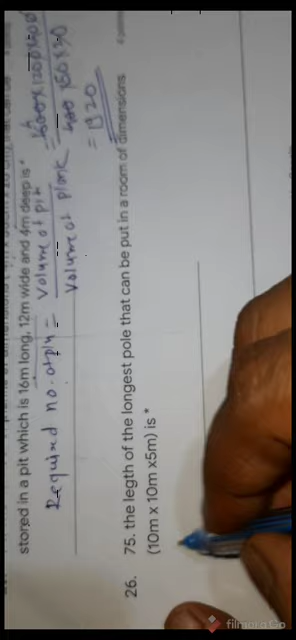 stored in a pit which is 16m long, 12m wide and 4m deep is *
Required no. of ply = Volume of pit
Volume of plank
= 1920
26. 75. the legth of the longest pole that can be put in a room of dimensions
(10m x 10m x5m) is *
filmoraGo